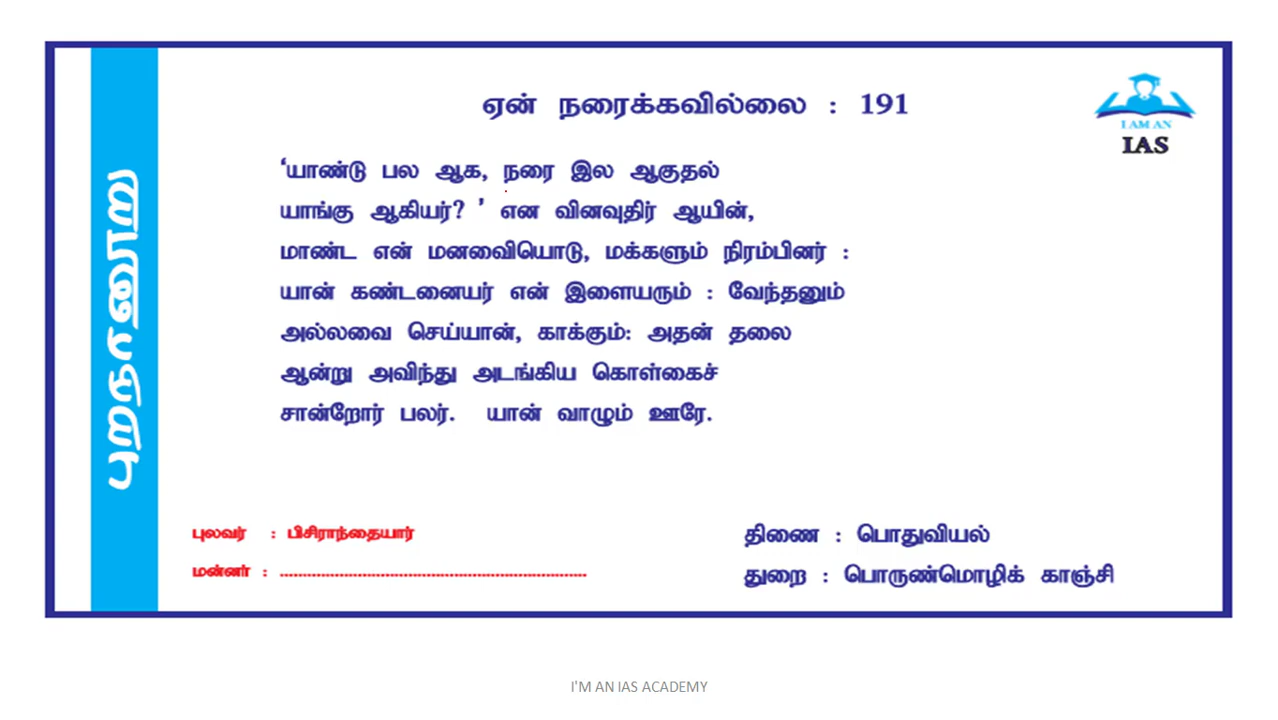 ஏன் நரைக்கவில்லை : 191
I AM AN
IAS
புறநானூறு
‘யாண்டு பல ஆக, நரை இல ஆகுதல்
யாங்கு ஆகியர்? ’ என வினவுதிர் ஆயின்,
மாண்ட என் மனைவியொடு, மக்களும் நிரம்பினர் :
யான் கண்டனையர் என் இளையரும் : வேந்தனும்
அல்லவை செய்யான், காக்கும்: அதன் தலை
ஆன்று அவிந்து அடங்கிய கொள்கைச்
சான்றோர் பலர். யான் வாழும் ஊரே.
புலவர் : பிசிராந்தையார்
மன்னர் : ..................................................................
திணை : பொதுவியல்
துறை : பொருண்மொழிக் காஞ்சி
I'M AN IAS ACADEMY